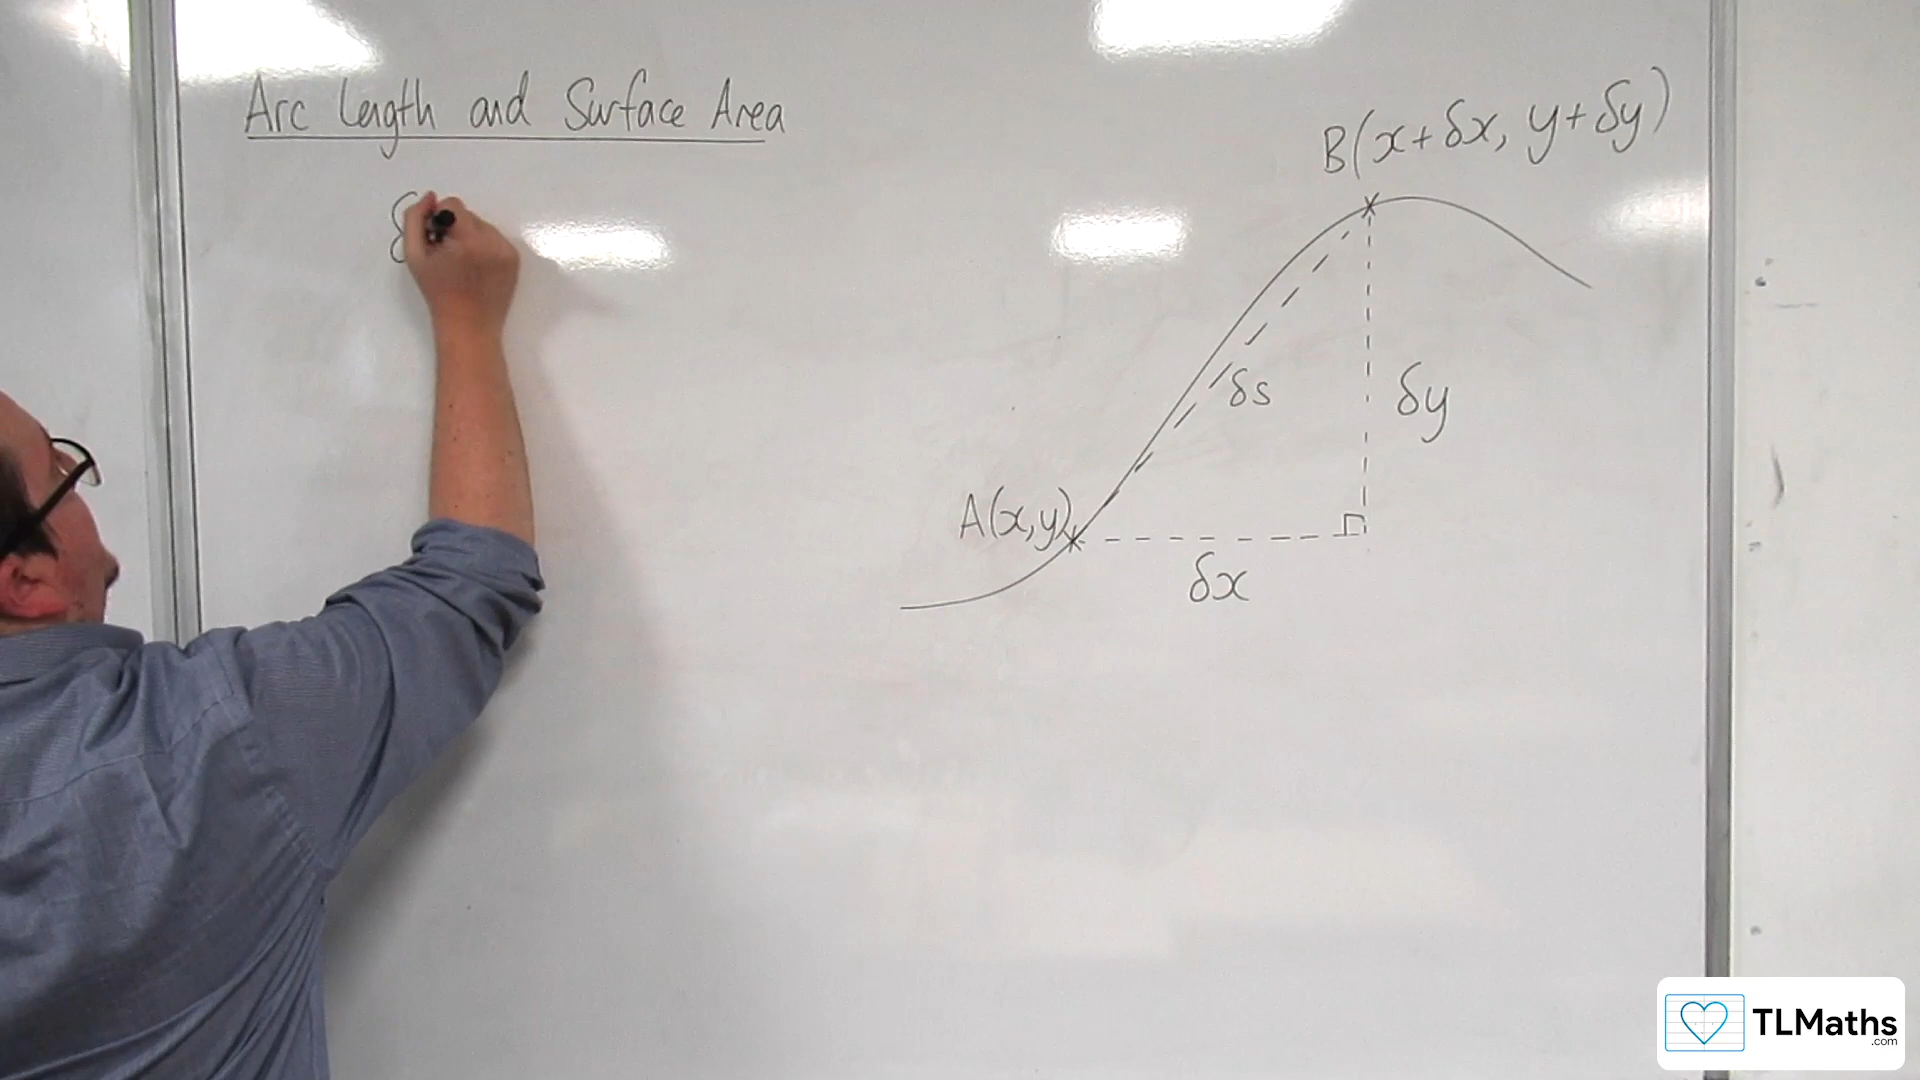 Arc Length and Surface Area
B(x+δx, y+δy)
δ
δs
δy
A(x,y)
δx
TLMaths
.com